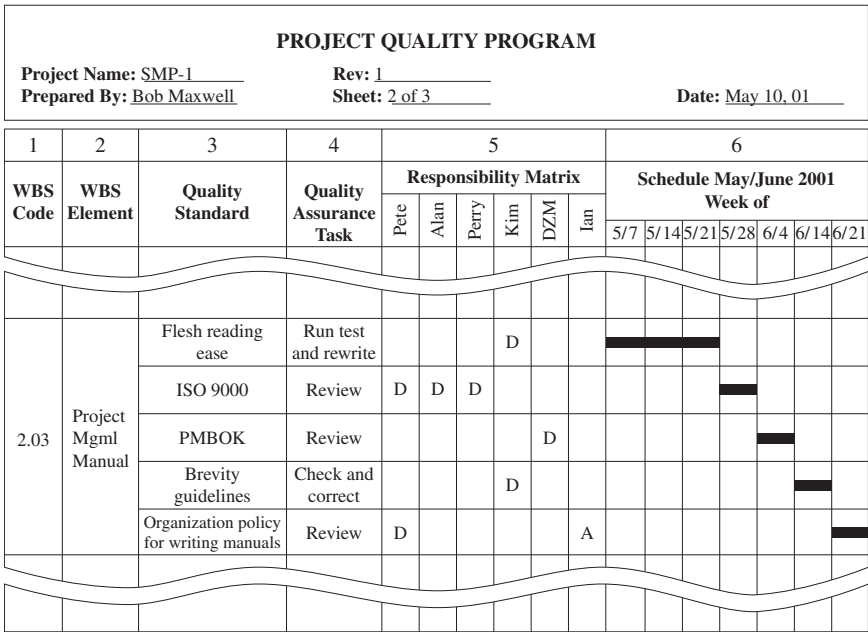 PROJECT QUALITY PROGRAM
Project Name: SMP-1 Rev: 1
Prepared By: Bob Maxwell Sheet: 2 of 3 Date: May 10, 01
1 2 3 4 5 6
WBS Code
WBS Element
Quality Standard
Quality Assurance Task
Responsibility Matrix
Pete Alan Perry Kim DZM Ian
Schedule May/June 2001
Week of
5/7 5/14 5/21 5/28 6/4 6/14 6/21
2.03
Project
Mgml
Manual
Flesh reading ease
Run test and rewrite
D
ISO 9000 Review D D D
PMBOK Review D
Brevity guidelines
Check and correct
D
Organization policy for writing manuals
Review D A